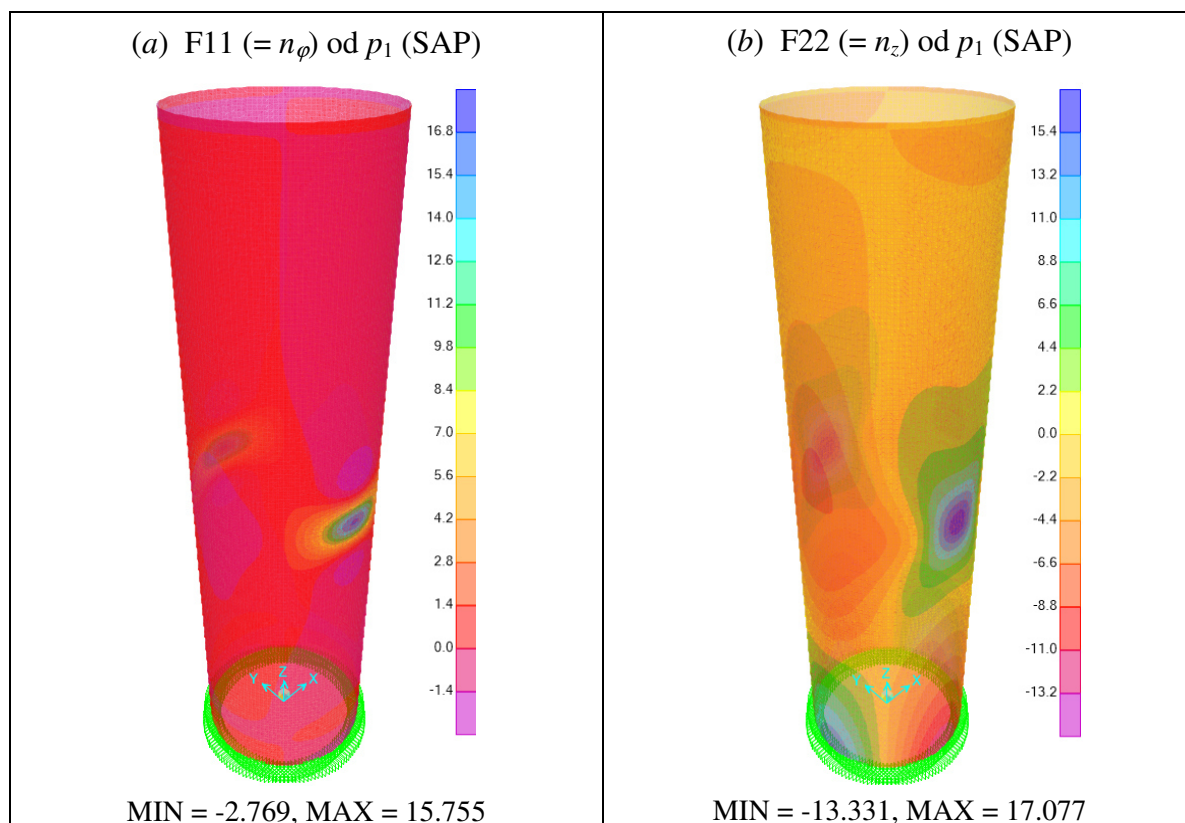 (a) F11 (= nφ) od p1 (SAP)
16.8
15.4
14.0
12.6
11.2
9.8
8.4
7.0
5.6
4.2
2.8
1.4
0.0
-1.4
Y
Z
X
MIN = -2.769, MAX = 15.755
(b) F22 (= nz) od p1 (SAP)
15.4
13.2
11.0
8.8
6.6
4.4
2.2
0.0
-2.2
-4.4
-6.6
-8.8
-11.0
-13.2
Y
Z
X
MIN = -13.331, MAX = 17.077